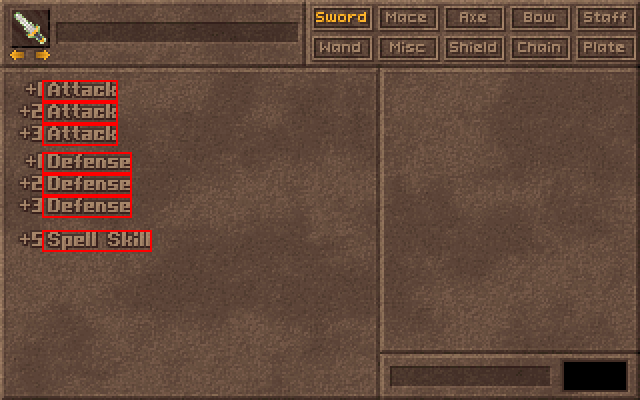 Sword Mace Axe Bow Staff
Wand Misc Shield Chain Plate
+1 Attack
+2 Attack
+3 Attack
+1 Defense
+2 Defense
+3 Defense
+5 Spell Skill